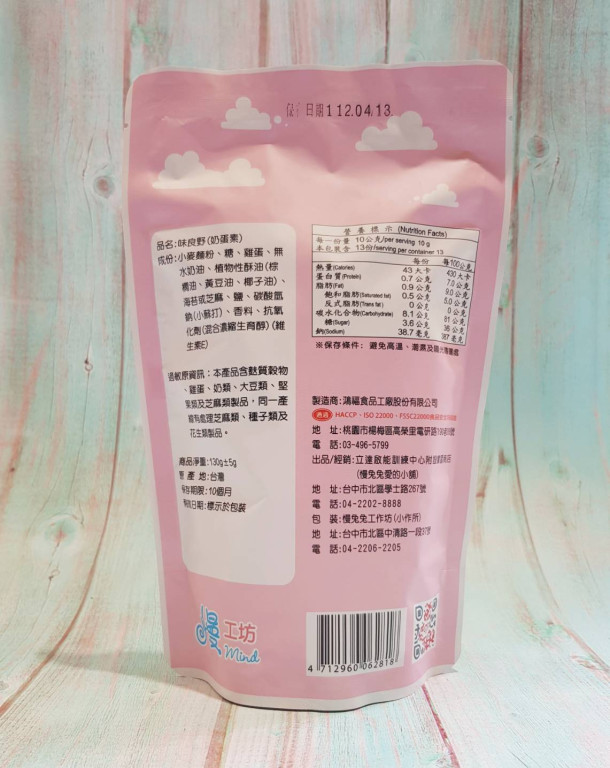 日期112.04/13
品名:味良野(奶蛋素)
成份:小麥麵粉、糖、雞蛋、無
水奶油、植物性酥油(棕
櫚油、黃豆油、椰子油)、
海苔或芝麻、鹽、碳酸氫
鈉(小蘇打)、香料、抗氧
化劑(混合濃縮生育醇)(維
生素E)
過敏原資訊：本產品含麩質穀物
、雞蛋、奶類、大豆類、堅
果類及芝麻類製品，同一產
線有處理芝麻類、種子類及
花生類製品。
商品淨重:130g±5g
產地:台灣
保存期限:10個月
有效日期:標示於包裝
營養標示 (Nutrition Facts)
每一份量 10公克/per serving 10 g
本包裝含 13份/serving per container 13
每份 每100公克
熱量(Calories) 43 大卡 430 大卡
蛋白質(Protein) 0.7 公克 7.0 公克
脂肪(Fat) 0.9 公克 9.0 公克
飽和脂肪(Saturated fat) 0.5 公克 5.0 公克
反式脂肪(Trans fat) 0 公克 0 公克
碳水化合物(Carbohydrate) 8.1 公克 81 公克
糖(Sugar) 3.6 公克 36 公克
鈉(Sodium) 38.7 毫克 387 毫克
※保存條件: 避免高溫、潮濕及陽光
製造商:鴻福食品工廠股份有限公司
通過 HACCP、ISO 22000、FSSC22000
地 址:桃園市楊梅區高榮里電研路
電 話:03-496-5799
出品/經銷:立達啟能訓練中心附設
(慢兔兔愛的小舖)
地 址:台中市北區學士路267號
電 話:04-2202-8888
包 裝:慢兔兔工作坊(小作所)
地 址:台中市北區中清路一段
電 話:04-2206-2205
慢工坊
Mind
4 712960 062818